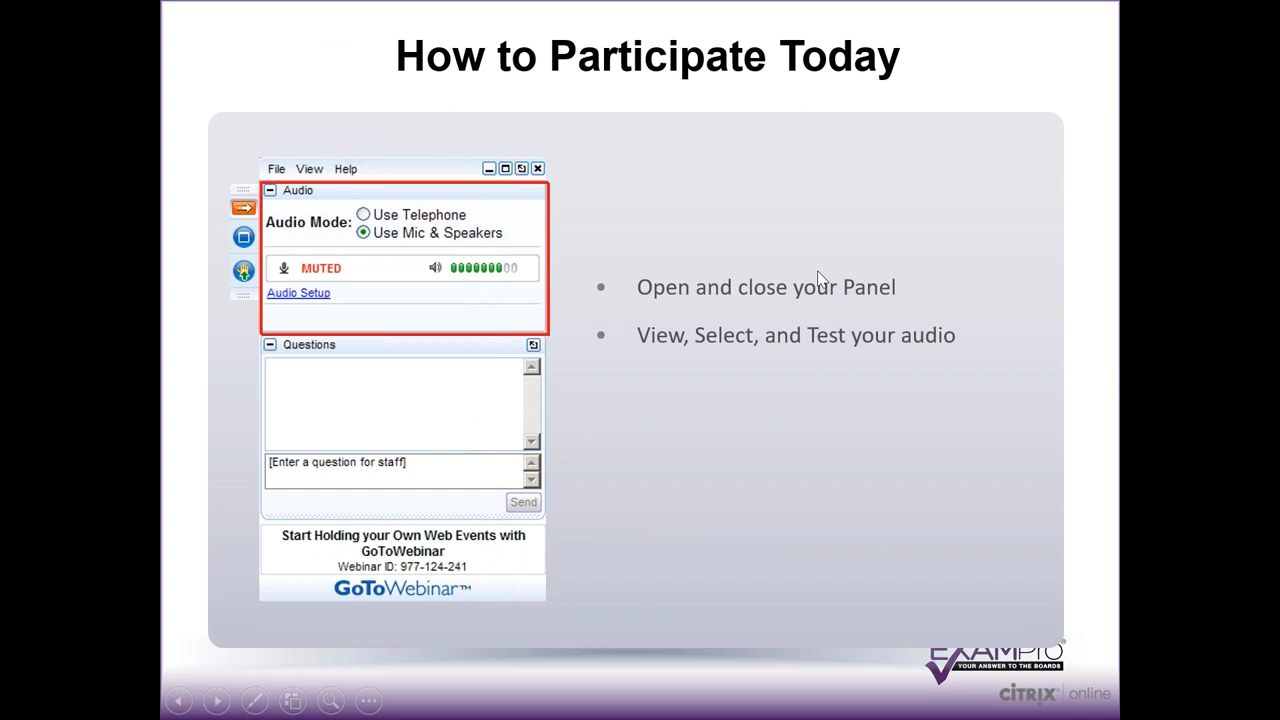 How to Participate Today
File View Help
Audio
Audio Mode: Use Telephone
Use Mic & Speakers
MUTED
Audio Setup
Questions
[Enter a question for staff]
Send
Start Holding your Own Web Events with
GoToWebinar
Webinar ID: 977-124-241
GoToWebinar™
• Open and close your Panel
• View, Select, and Test your audio
EXAMPRO®
YOUR ANSWER TO THE BOARDS
CITRIX online